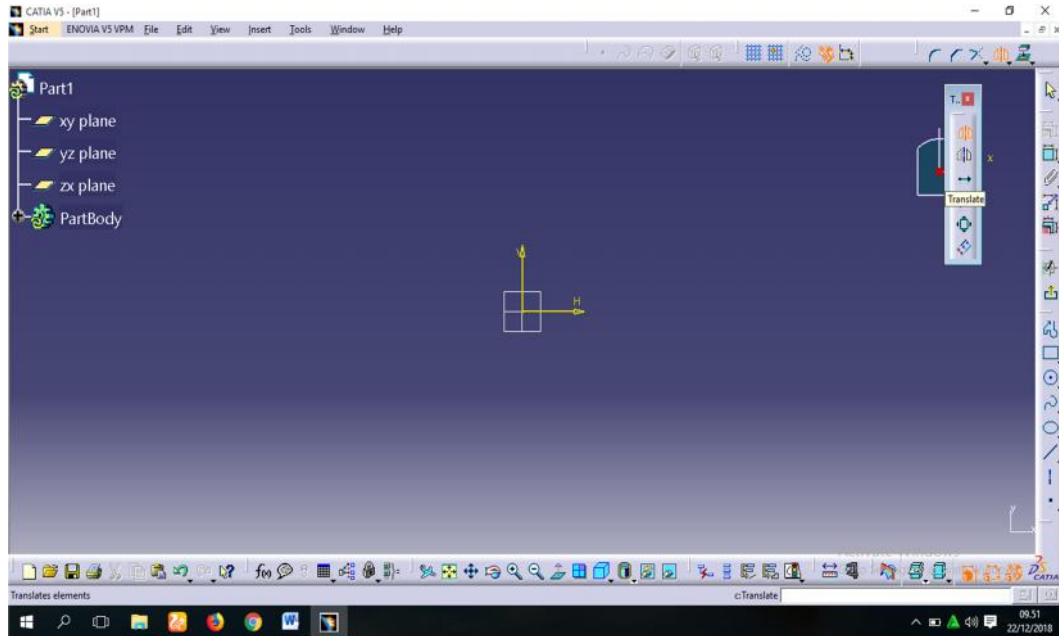 CATIA V5 - [Part1]
Start ENOVIA V5 VPM File Edit View Insert Tools Window Help
Part1
xy plane
yz plane
zx plane
PartBody
T..
x
Translate
V
H
y
x
f(x)
CATIA
Translates elements
c:Translate
W
09.51
22/12/2018